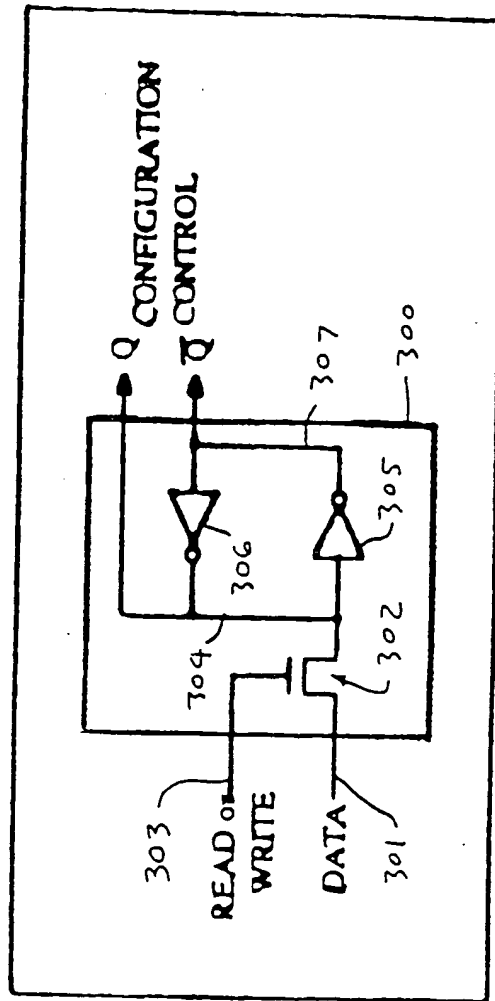 Q
CONFIGURATION
CONTROL
Q̅
303
READ or
WRITE
DATA
301
304
306
302
305
307
300